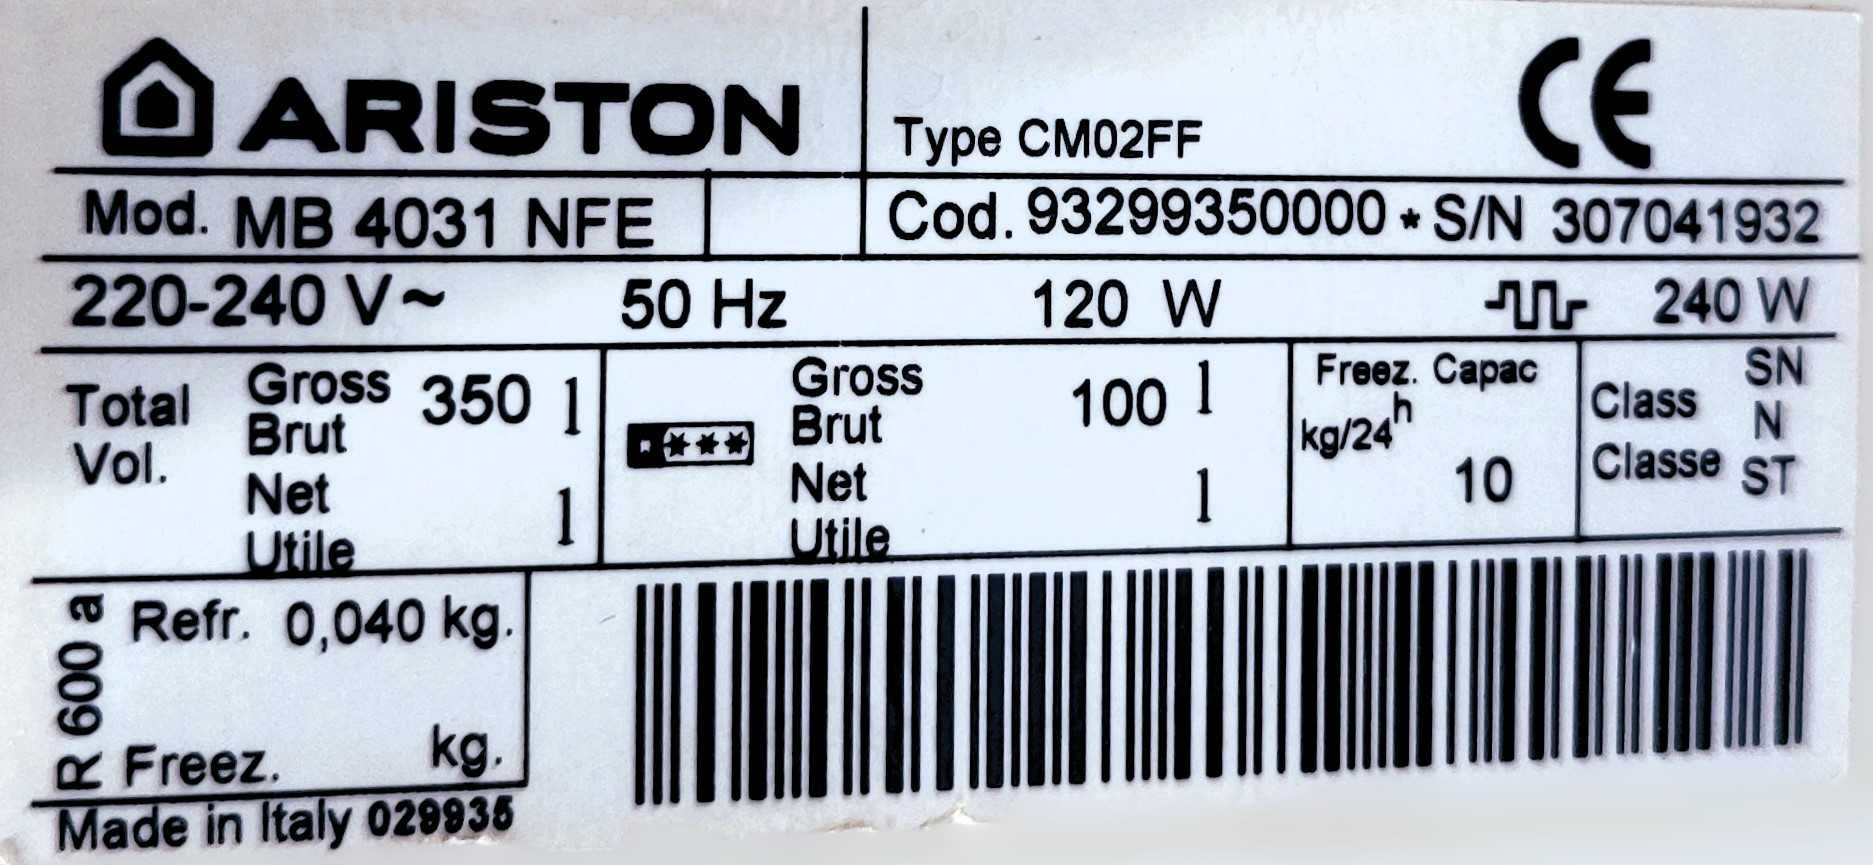 ARISTON
Type CM02FF
CE
Mod. MB 4031 NFE
Cod. 93299350000 * S/N 307041932
220-240 V~ 50 Hz 120 W 240 W
Total Vol.
Gross 350 l
Brut
Net l
Utile
Gross 100 l
Brut
Net l
Utile
Freez. Capac
kg/24h
10
Class
Classe
SN
N
ST
R 600 a
Refr. 0,040 kg.
Freez. kg.
Made in Italy 029935